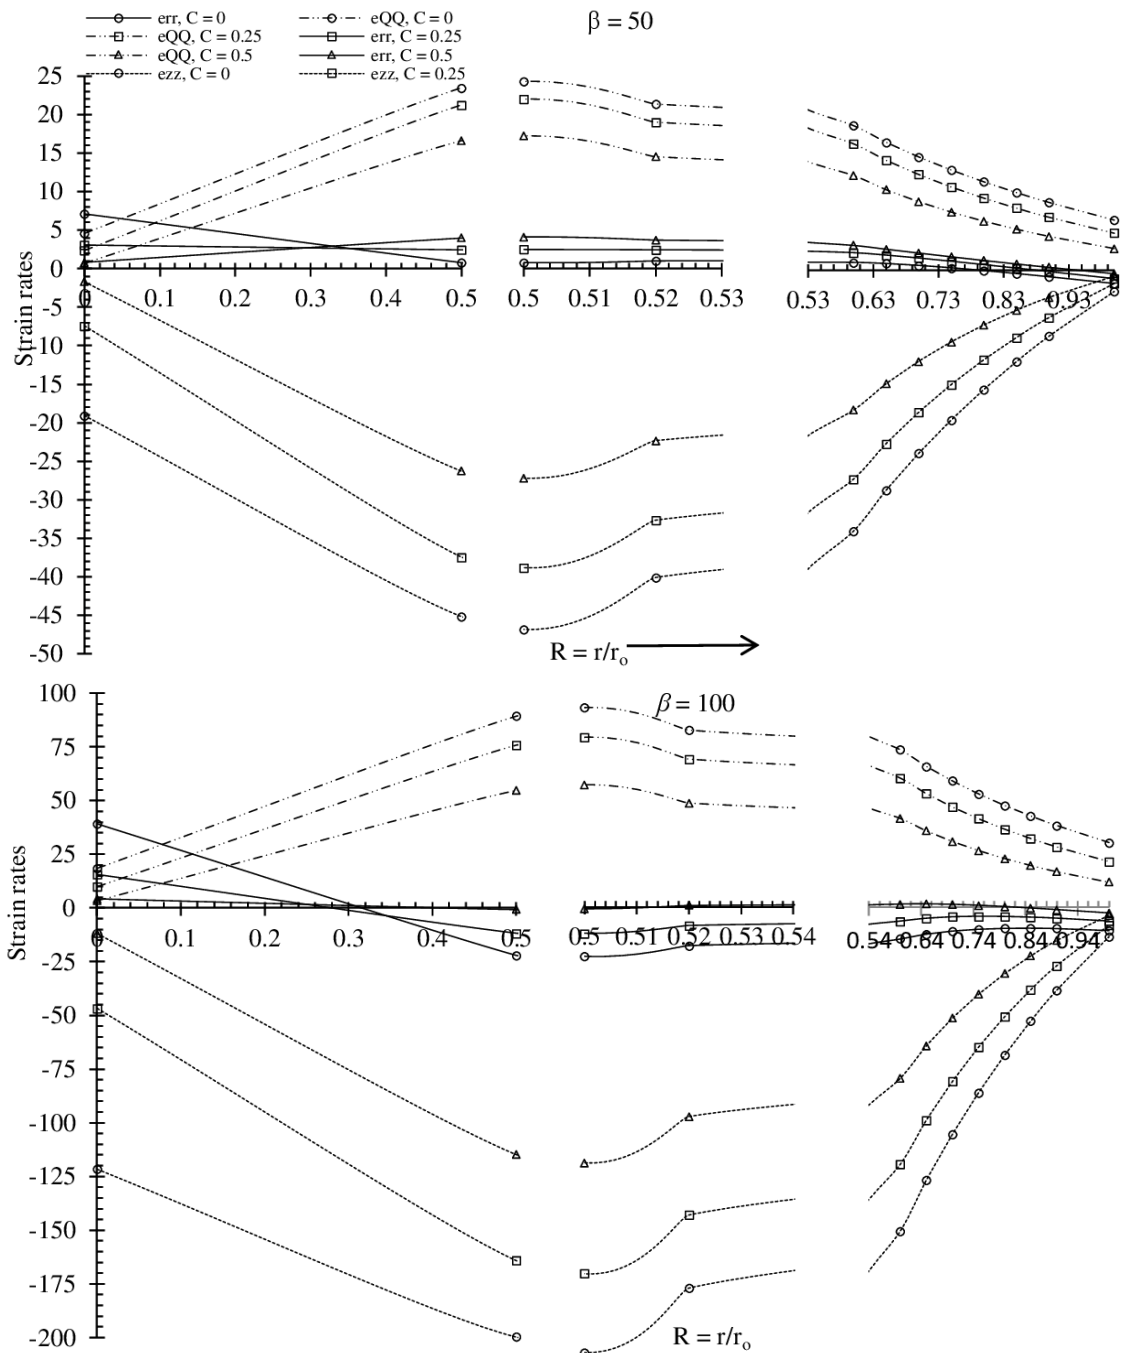 err, C = 0
eQQ, C = 0
eQQ, C = 0.25
err, C = 0.25
eQQ, C = 0.5
err, C = 0.5
ezz, C = 0
ezz, C = 0.25
β = 50
25
20
15
10
5
0
-5
-10
-15
-20
-25
-30
-35
-40
-45
-50
Strain rates
0 0.1 0.2 0.3 0.4 0.5
0.5 0.51 0.52 0.53
0.53 0.63 0.73 0.83 0.93
R = r/ro
β = 100
100
75
50
25
0
-25
-50
-75
-100
-125
-150
-175
-200
Strain rates
0 0.1 0.2 0.3 0.4 0.5
0.5 0.51 0.52 0.53 0.54
0.54 0.64 0.74 0.84 0.94
R = r/ro